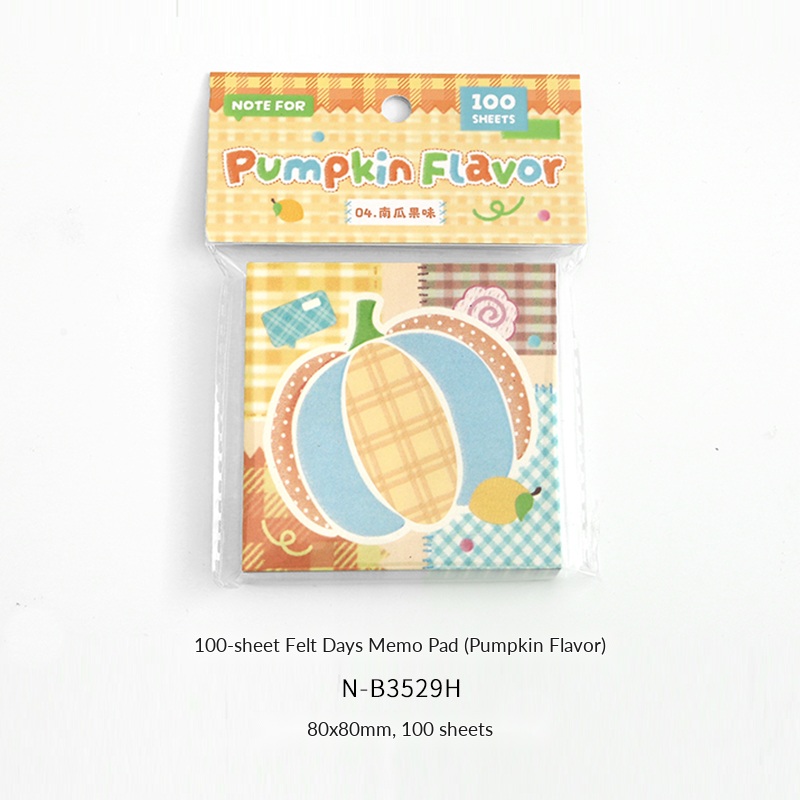 NOTE FOR
100
SHEETS
Pumpkin Flavor
04.南瓜果味
100-sheet Felt Days Memo Pad (Pumpkin Flavor)
N-B3529H
80x80mm, 100 sheets